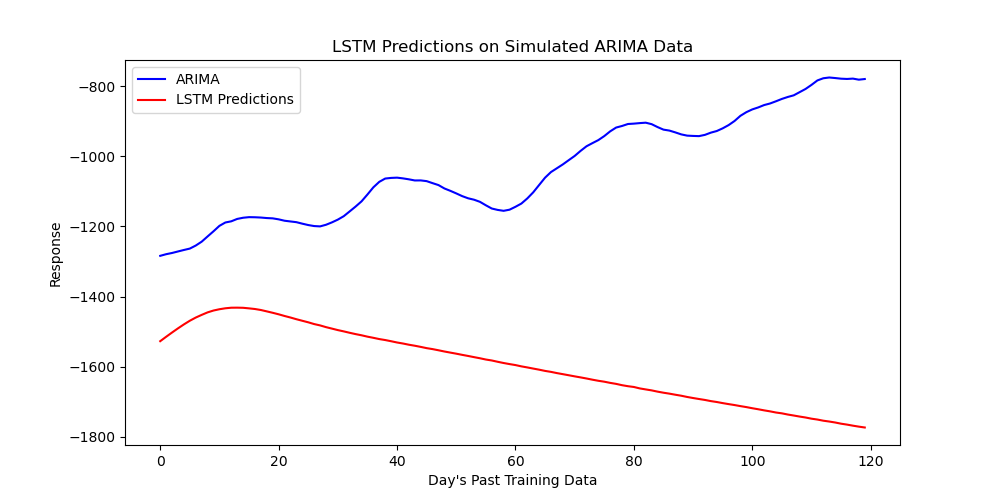 LSTM Predictions on Simulated ARIMA Data
ARIMA
LSTM Predictions
−800
−1000
−1200
−1400
−1600
−1800
Response
0 20 40 60 80 100 120
Day's Past Training Data